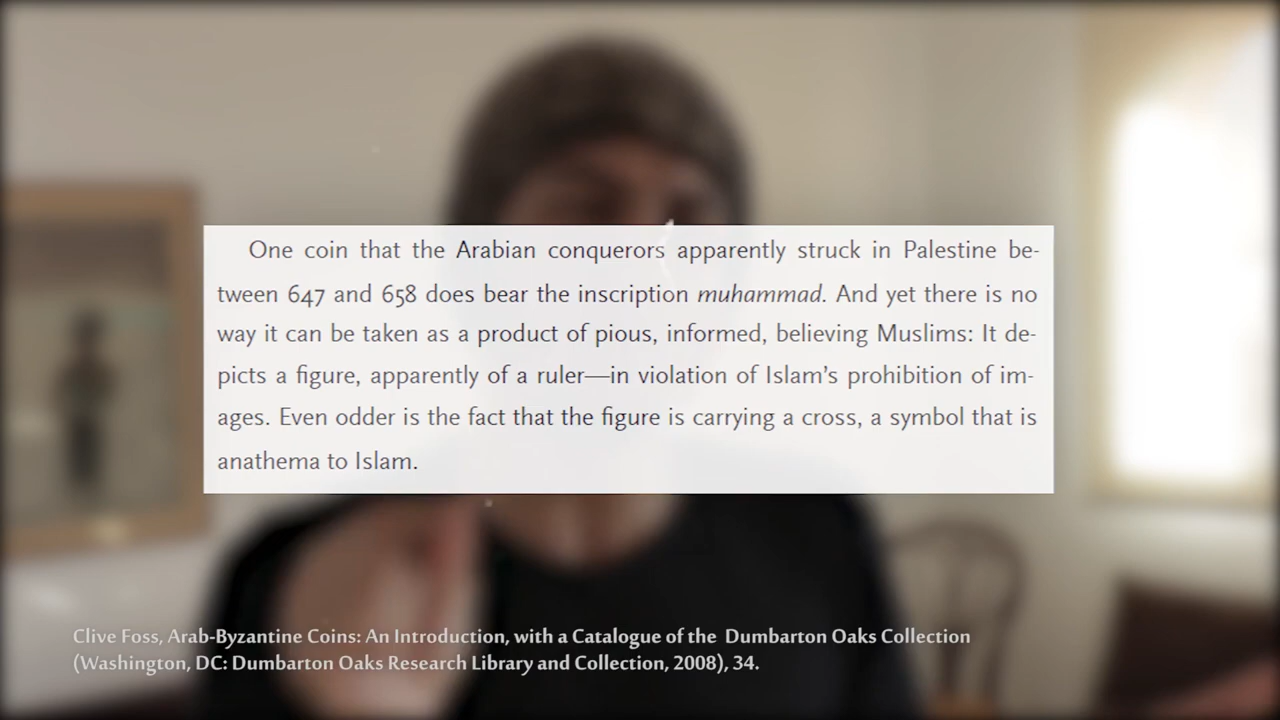 One coin that the Arabian conquerors apparently struck in Palestine be-
tween 647 and 658 does bear the inscription muhammad. And yet there is no
way it can be taken as a product of pious, informed, believing Muslims: It de-
picts a figure, apparently of a ruler—in violation of Islam's prohibition of im-
ages. Even odder is the fact that the figure is carrying a cross, a symbol that is
anathema to Islam.
Clive Foss, Arab-Byzantine Coins: An Introduction, with a Catalogue of the Dumbarton Oaks Collection
(Washington, DC: Dumbarton Oaks Research Library and Collection, 2008), 34.